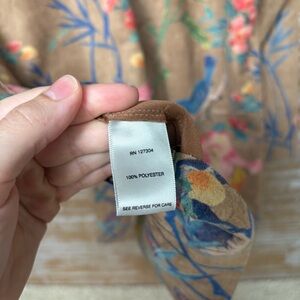 RN 127304
100% POLYESTER
SEE REVERSE FOR CARE